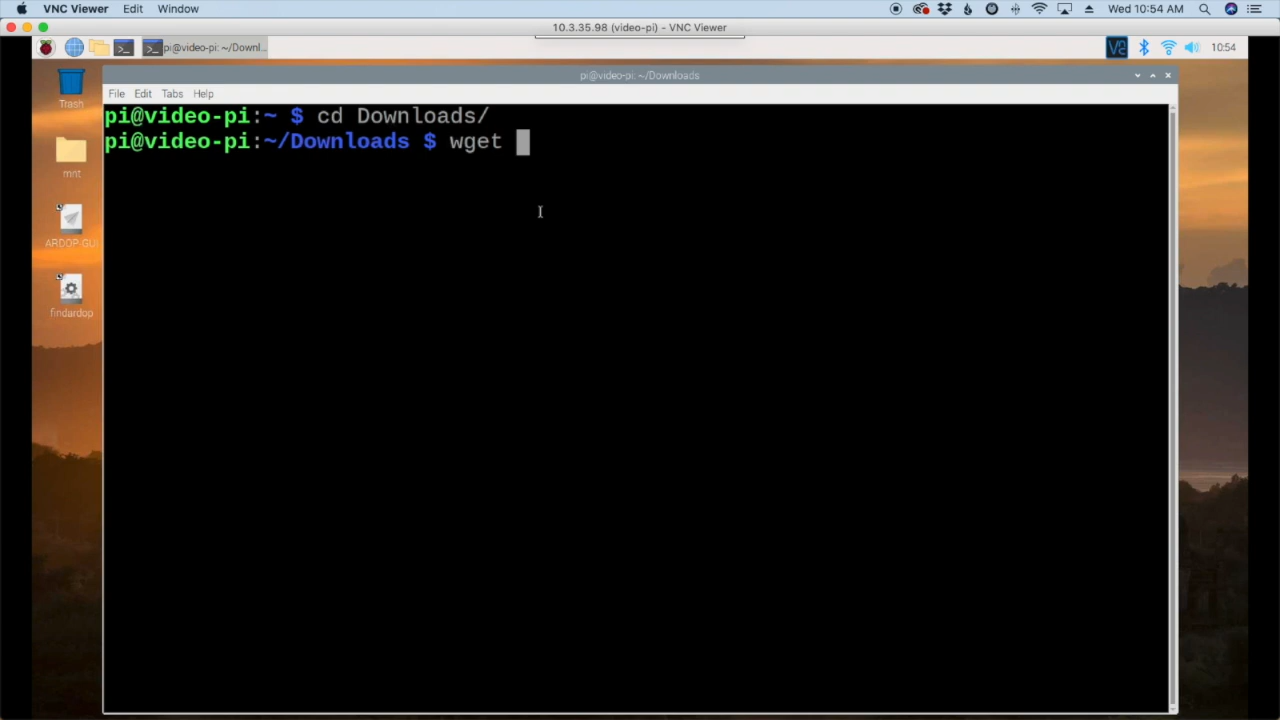 VNC Viewer Edit Window Wed 10:54 AM
10.3.35.98 (video-pi) - VNC Viewer
pi@video-pi: ~/Downl... 10:54
pi@video-pi: ~/Downloads
File Edit Tabs Help
pi@video-pi:~ $ cd Downloads/
pi@video-pi:~/Downloads $ wget
Trash
mnt
ARDOP-GUI
findardop